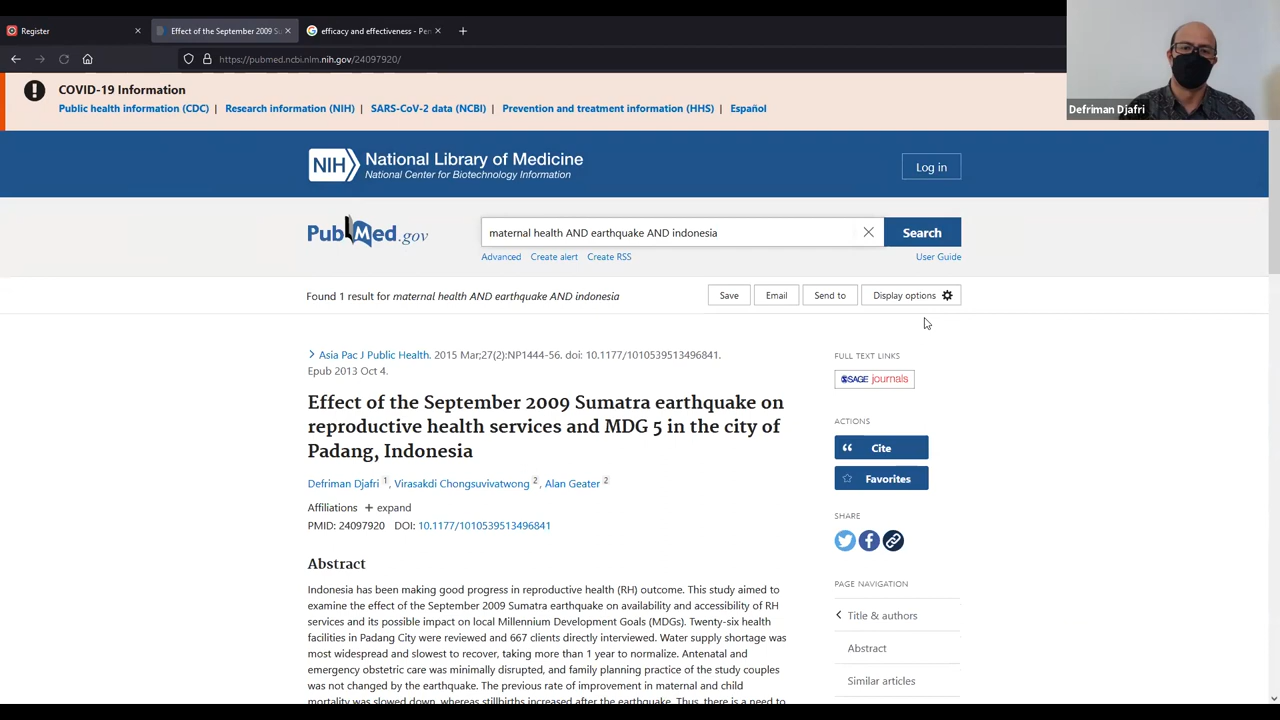 Register
Effect of the September 2009 Su
efficacy and effectiveness - Pen
https://pubmed.ncbi.nlm.nih.gov/24097920/
Defriman Djafri
COVID-19 Information
Public health information (CDC) | Research information (NIH) | SARS-CoV-2 data (NCBI) | Prevention and treatment information (HHS) | Español
NIH National Library of Medicine
National Center for Biotechnology Information
Log in
PubMed.gov
maternal health AND earthquake AND indonesia
Search
Advanced Create alert Create RSS
User Guide
Found 1 result for maternal health AND earthquake AND indonesia
Save
Email
Send to
Display options
Asia Pac J Public Health. 2015 Mar;27(2):NP1444-56. doi: 10.1177/1010539513496841.
Epub 2013 Oct 4.
Effect of the September 2009 Sumatra earthquake on
reproductive health services and MDG 5 in the city of
Padang, Indonesia
Defriman Djafri 1, Virasakdi Chongsuvivatwong 2, Alan Geater 2
Affiliations + expand
PMID: 24097920 DOI: 10.1177/1010539513496841
Abstract
Indonesia has been making good progress in reproductive health (RH) outcome. This study aimed to
examine the effect of the September 2009 Sumatra earthquake on availability and accessibility of RH
services and its possible impact on local Millennium Development Goals (MDGs). Twenty-six health
facilities in Padang City were reviewed and 667 clients directly interviewed. Water supply shortage was
most widespread and slowest to recover, taking more than 1 year to normalize. Antenatal and
emergency obstetric care was minimally disrupted, and family planning practice of the study couples
was not changed by the earthquake. The previous rate of improvement in maternal and child
mortality was slowed down, whereas stillbirths increased after the earthquake. Thus, there is a need to
FULL TEXT LINKS
SAGE journals
ACTIONS
Cite
Favorites
SHARE
PAGE NAVIGATION
Title & authors
Abstract
Similar articles